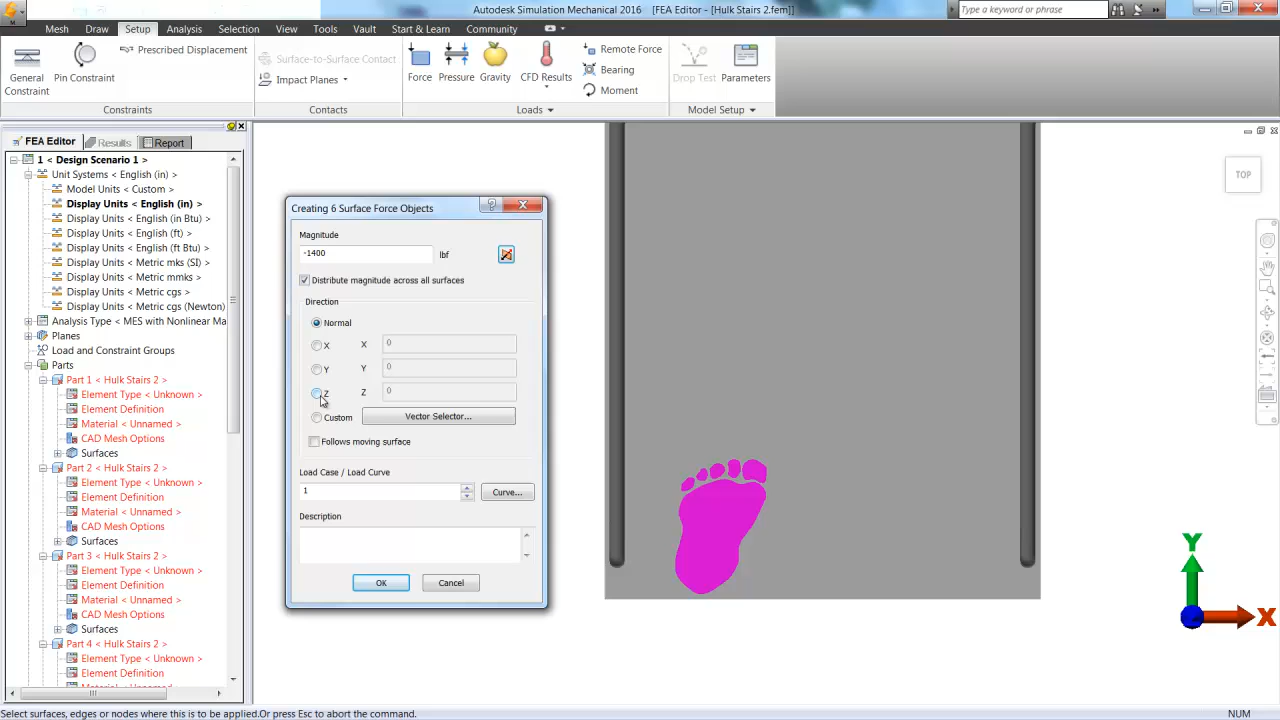 Autodesk Simulation Mechanical 2016 - [FEA Editor - [Hulk Stairs 2.fem]]
Type a keyword or phrase
Mesh Draw Setup Analysis Selection View Tools Vault Start & Learn Community
General Constraint
Pin Constraint
Prescribed Displacement
Constraints
Surface-to-Surface Contact
Impact Planes
Contacts
Force
Pressure
Gravity
CFD Results
Remote Force
Bearing
Moment
Loads
Drop Test
Parameters
Model Setup
FEA Editor Results Report
1 < Design Scenario 1 >
Unit Systems < English (in) >
Model Units < Custom >
Display Units < English (in) >
Display Units < English (in Btu) >
Display Units < English (ft) >
Display Units < English (ft Btu) >
Display Units < Metric mks (SI) >
Display Units < Metric mmks >
Display Units < Metric cgs >
Display Units < Metric cgs (Newton)
Analysis Type < MES with Nonlinear Ma
Planes
Load and Constraint Groups
Parts
Part 1 < Hulk Stairs 2 >
Element Type < Unknown >
Element Definition
Material < Unnamed >
CAD Mesh Options
Surfaces
Part 2 < Hulk Stairs 2 >
Element Type < Unknown >
Element Definition
Material < Unnamed >
CAD Mesh Options
Surfaces
Part 3 < Hulk Stairs 2 >
Element Type < Unknown >
Element Definition
Material < Unnamed >
CAD Mesh Options
Surfaces
Part 4 < Hulk Stairs 2 >
Element Type < Unknown >
Element Definition
Material < Unnamed >
Creating 6 Surface Force Objects
Magnitude
-1400 lbf
Distribute magnitude across all surfaces
Direction
Normal
X X 0
Y Y 0
Z Z 0
Custom Vector Selector...
Follows moving surface
Load Case / Load Curve
1 Curve...
Description
OK Cancel
TOP
Y
X
Select surfaces, edges or nodes where this is to be applied.Or press Esc to abort the command.
NUM